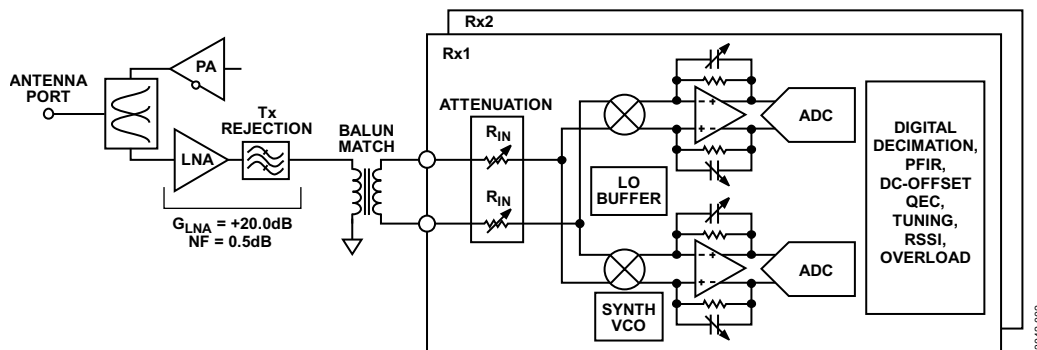 Rx2
Rx1
PA
ANTENNA
PORT
Tx
REJECTION
LNA
G_LNA = +20.0dB
NF = 0.5dB
BALUN
MATCH
ATTENUATION
R_IN
R_IN
LO
BUFFER
SYNTH
VCO
ADC
ADC
DIGITAL
DECIMATION,
PFIR,
DC-OFFSET
QEC,
TUNING,
RSSI,
OVERLOAD